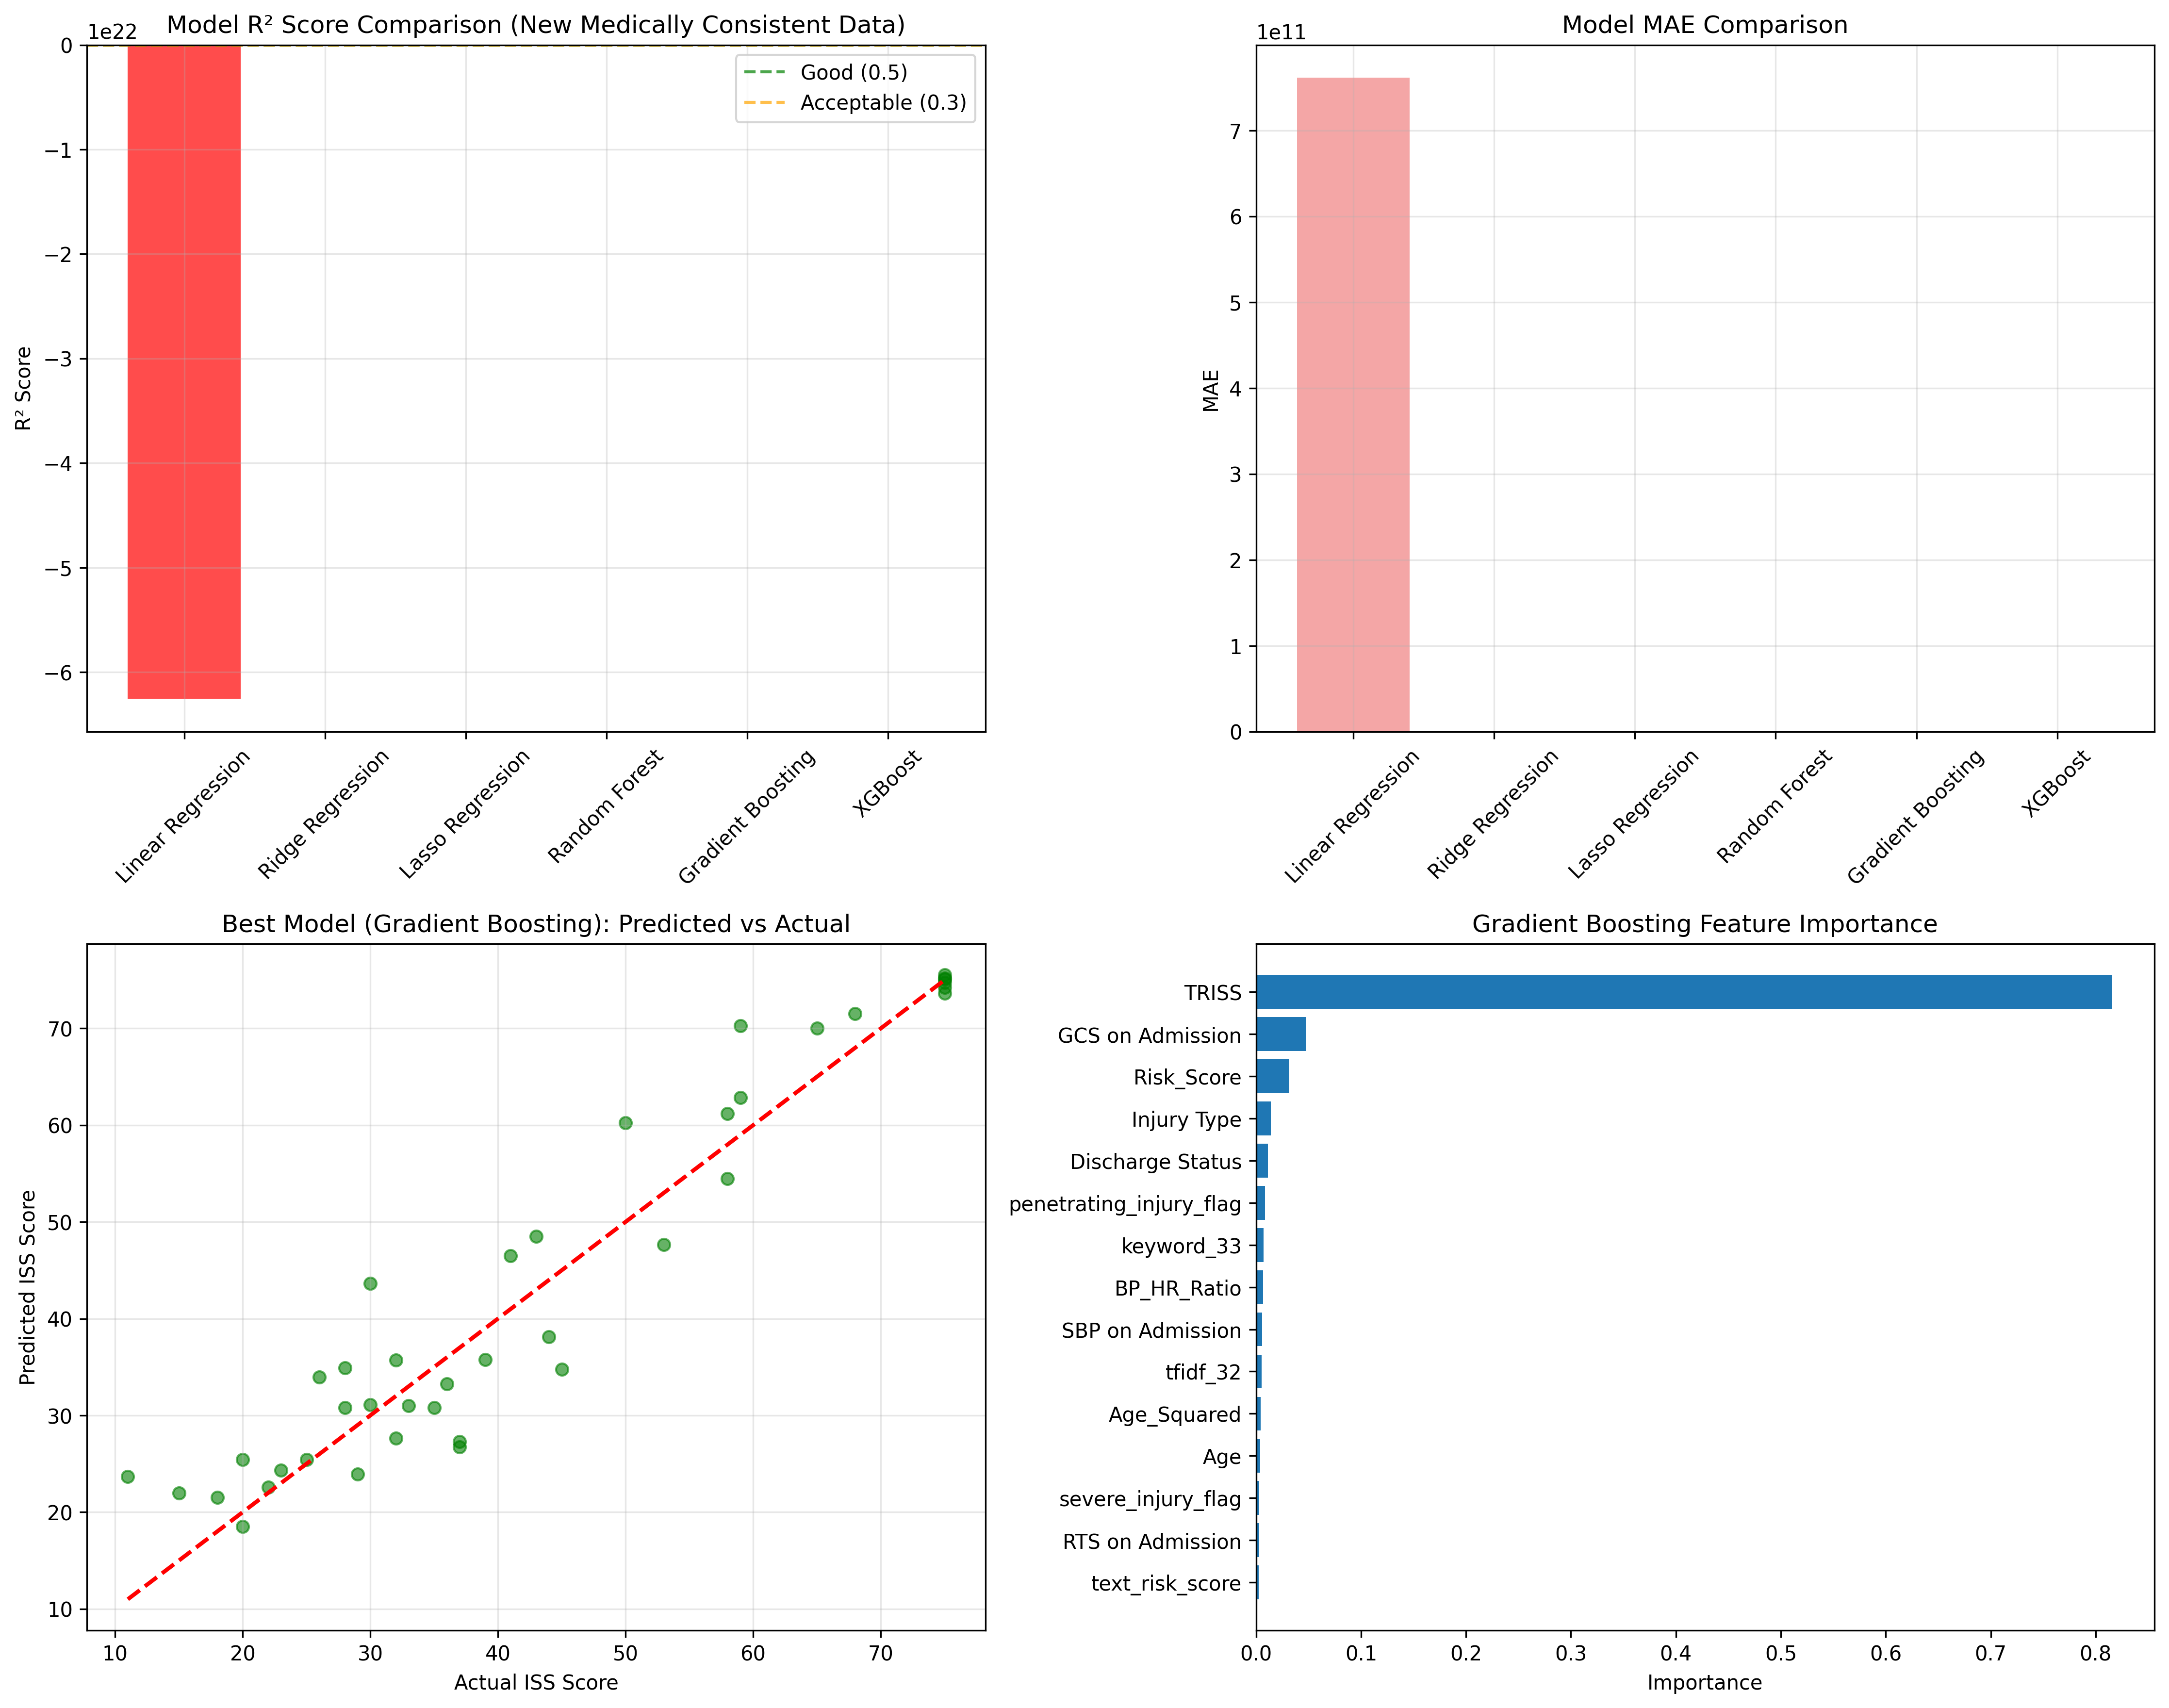 Model R² Score Comparison (New Medically Consistent Data)
1e22
0
−1
−2
−3
−4
−5
−6
R² Score
Good (0.5)
Acceptable (0.3)
Linear Regression
Ridge Regression
Lasso Regression
Random Forest
Gradient Boosting
XGBoost
Model MAE Comparison
1e11
7
6
5
4
3
2
1
0
MAE
Linear Regression
Ridge Regression
Lasso Regression
Random Forest
Gradient Boosting
XGBoost
Best Model (Gradient Boosting): Predicted vs Actual
70
60
50
40
30
20
10
Predicted ISS Score
10 20 30 40 50 60 70
Actual ISS Score
Gradient Boosting Feature Importance
TRISS
GCS on Admission
Risk_Score
Injury Type
Discharge Status
penetrating_injury_flag
keyword_33
BP_HR_Ratio
SBP on Admission
tfidf_32
Age_Squared
Age
severe_injury_flag
RTS on Admission
text_risk_score
0.0 0.1 0.2 0.3 0.4 0.5 0.6 0.7 0.8
Importance